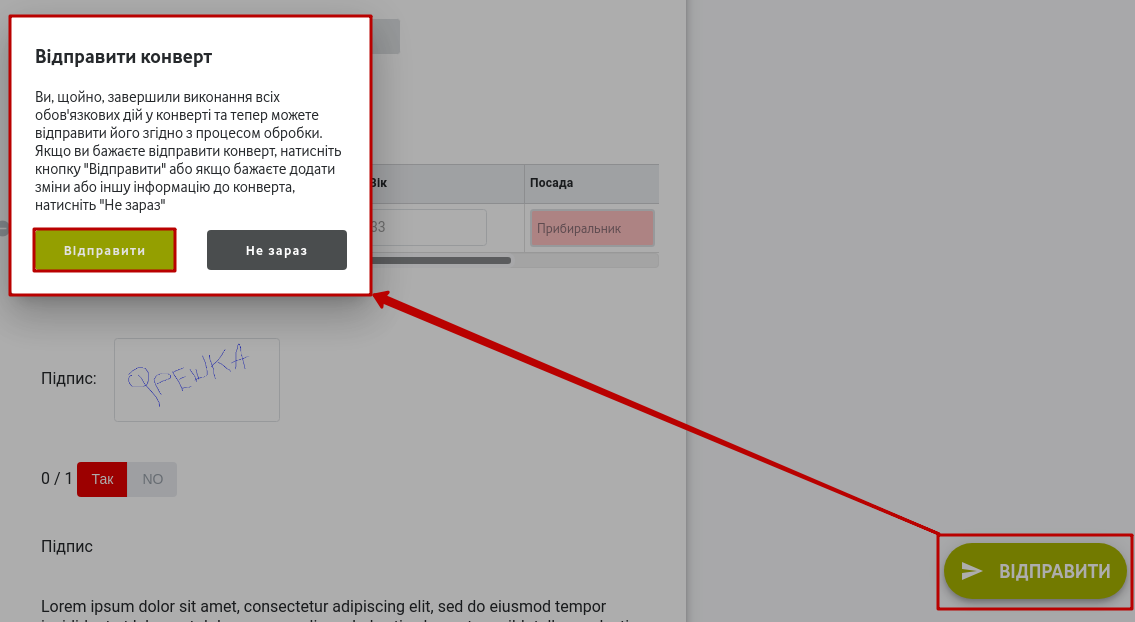 Відправити конверт
Ви, щойно, завершили виконання всіх
обов'язкових дій у конверті та тепер можете
відправити його згідно з процесом обробки.
Якщо ви бажаєте відправити конверт, натисніть
кнопку "Відправити" або якщо бажаєте додати
зміни або іншу інформацію до конверта,
натисніть "Не зараз"
Відправити
Не зараз
Вік
Посада
33
Прибиральник
Підпис:
0 / 1
Так
NO
Підпис
ВІДПРАВИТИ
Lorem ipsum dolor sit amet, consectetur adipiscing elit, sed do eiusmod tempor